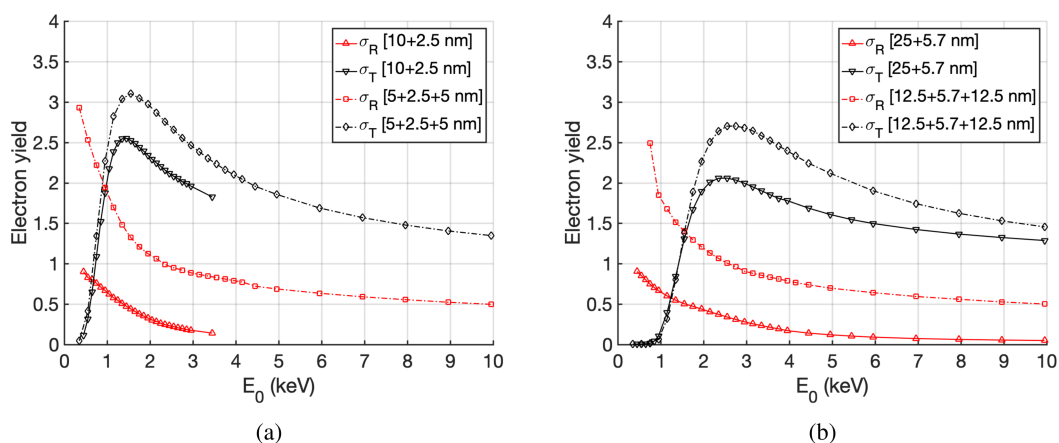 4
3.5
3
2.5
2
1.5
1
0.5
0
Electron yield
σR [10+2.5 nm]
σT [10+2.5 nm]
σR [5+2.5+5 nm]
σT [5+2.5+5 nm]
0 1 2 3 4 5 6 7 8 9 10
E0 (keV)
(a)
4
3.5
3
2.5
2
1.5
1
0.5
0
Electron yield
σR [25+5.7 nm]
σT [25+5.7 nm]
σR [12.5+5.7+12.5 nm]
σT [12.5+5.7+12.5 nm]
0 1 2 3 4 5 6 7 8 9 10
E0 (keV)
(b)